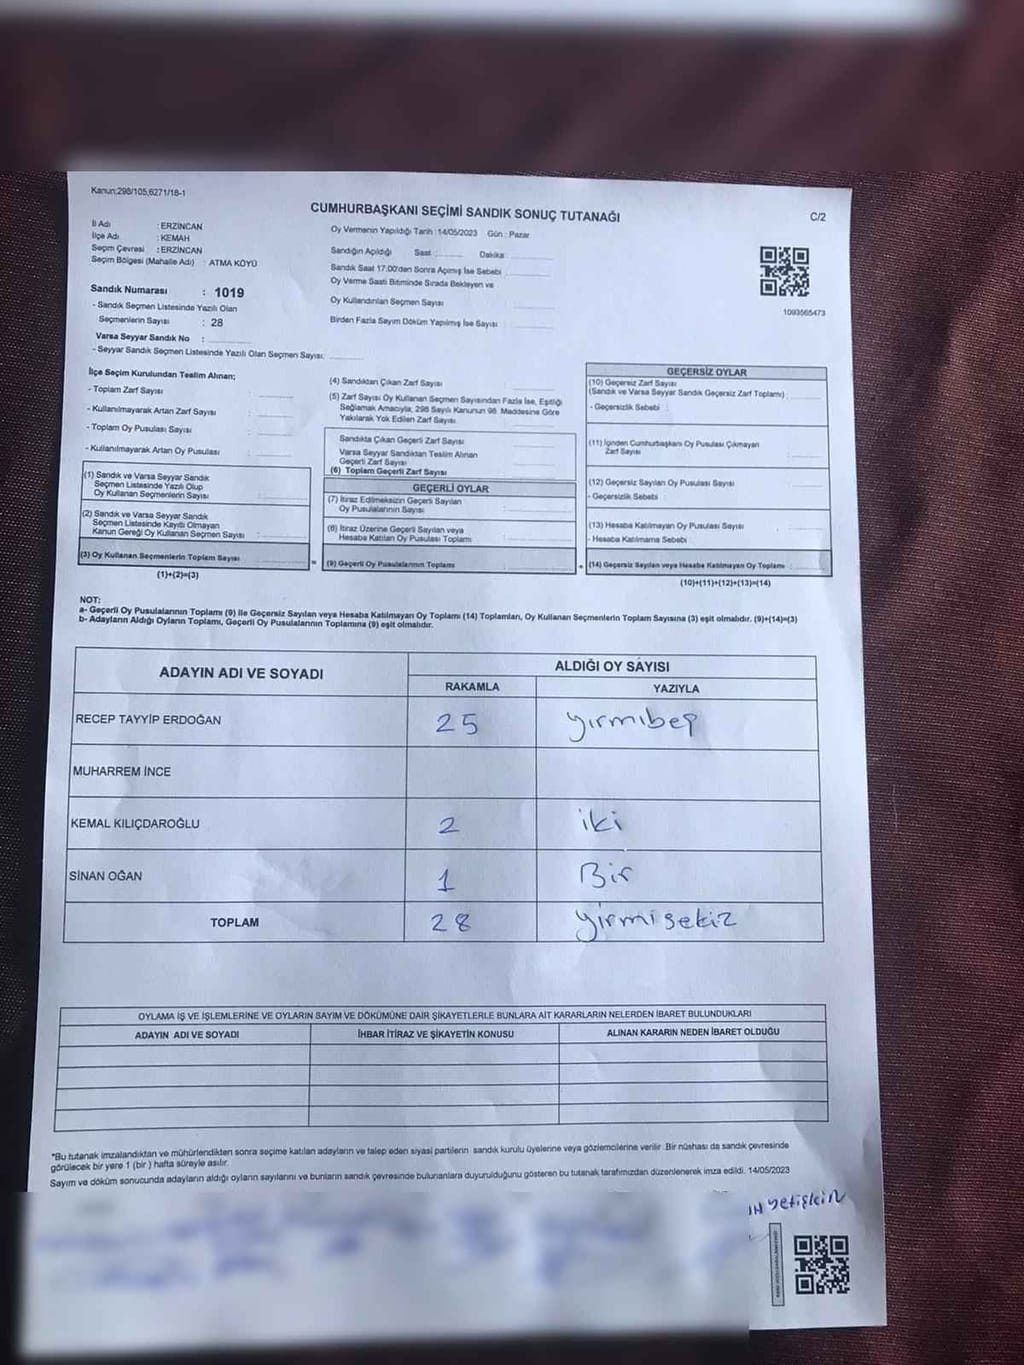 Kanun:298/105,6271/18-1
CUMHURBAŞKANI SEÇİMİ SANDIK SONUÇ TUTANAĞI
C/2
İl Adı : ERZİNCAN
İlçe Adı : KEMAH
Seçim Çevresi : ERZİNCAN
Seçim Bölgesi (Mahalle Adı) : ATMA KÖYÜ
Sandık Numarası : 1019
- Sandık Seçmen Listesinde Yazılı Olan
Seçmenlerin Sayısı : 28
Varsa Seyyar Sandık No :
- Seyyar Sandık Seçmen Listesinde Yazılı Olan Seçmen Sayısı:
Oy Vermenin Yapıldığı Tarih : 14/05/2023 Gün : Pazar
Sandığın Açıldığı Saat Dakika
Sandık Saat 17.00'den Sonra Açılmış İse Sebebi
Oy Verme Saati Bitiminde Sırada Bekleyen ve
Oy Kullandırılan Seçmen Sayısı
Birden Fazla Sayım Döküm Yapılmış İse Sayısı
1093565473
İlçe Seçim Kurulundan Teslim Alınan;
- Toplam Zarf Sayısı
- Kullanılmayarak Artan Zarf Sayısı
- Toplam Oy Pusulası Sayısı
- Kullanılmayarak Artan Oy Pusulası
(1) Sandık ve Varsa Seyyar Sandık
Seçmen Listesinde Yazılı Olup
Oy Kullanan Seçmenlerin Sayısı
(2) Sandık ve Varsa Seyyar Sandık
Seçmen Listesinde Kayıtlı Olmayan
Kanun Gereği Oy Kullanan Seçmen Sayısı
(3) Oy Kullanan Seçmenlerin Toplam Sayısı
(1)+(2)=(3)
(4) Sandıktan Çıkan Zarf Sayısı
(5) Zarf Sayısı Oy Kullanan Seçmen Sayısından Fazla İse, Eşitliği
Sağlamak Amacıyla, 298 Sayılı Kanunun 98. Maddesine Göre
Yakılarak Yok Edilen Zarf Sayısı
Sandıkta Çıkan Geçerli Zarf Sayısı
Varsa Seyyar Sandıktan Teslim Alınan
Geçerli Zarf Sayısı
(6) Toplam Geçerli Zarf Sayısı
GEÇERLİ OYLAR
(7) İtiraz Edilmeksizin Geçerli Sayılan
Oy Pusulalarının Sayısı
(8) İtiraz Üzerine Geçerli Sayılan veya
Hesaba Katılan Oy Pusulası Toplamı
= (9) Geçerli Oy Pusulalarının Toplamı
GEÇERSİZ OYLAR
(10) Geçersiz Zarf Sayısı
(Sandık ve Varsa Seyyar Sandık Geçersiz Zarf Toplamı)
- Geçersizlik Sebebi :
(11) İçinden Cumhurbaşkanı Oy Pusulası Çıkmayan
Zarf Sayısı
(12) Geçersiz Sayılan Oy Pusulası Sayısı
- Geçersizlik Sebebi
(13) Hesaba Katılmayan Oy Pusulası Sayısı
- Hesaba Katılmama Sebebi
+ (14) Geçersiz Sayılan veya Hesaba Katılmayan Oy Toplamı
(10)+(11)+(12)+(13)=(14)
NOT:
a- Geçerli Oy Pusulalarının Toplamı (9) ile Geçersiz Sayılan veya Hesaba Katılmayan Oy Toplamı (14) Toplamları, Oy Kullanan Seçmenlerin Toplam Sayısına (3) eşit olmalıdır. (9)+(14)=(3)
b- Adayların Aldığı Oyların Toplamı, Geçerli Oy Pusulalarının Toplamına (9) eşit olmalıdır.
ADAYIN ADI VE SOYADI
ALDIĞI OY SAYISI
RAKAMLA YAZIYLA
RECEP TAYYİP ERDOĞAN 25 yırmıbeş
MUHARREM İNCE
KEMAL KILIÇDAROĞLU 2 iki
SİNAN OĞAN 1 Bir
TOPLAM 28 yirmisekiz
OYLAMA İŞ VE İŞLEMLERİNE VE OYLARIN SAYIM VE DÖKÜMÜNE DAİR ŞİKAYETLERLE BUNLARA AİT KARARLARIN NELERDEN İBARET BULUNDUKLARI
ADAYIN ADI VE SOYADI İHBAR İTİRAZ VE ŞİKAYETİN KONUSU ALINAN KARARIN NEDEN İBARET OLDUĞU
*Bu tutanak imzalandıktan ve mühürlendikten sonra seçime katılan adayların ve talep eden siyasi partilerin sandık kurulu üyelerine veya gözlemcilerine verilir. Bir nüshası da sandık çevresinde
görülecek bir yere 1 (bir ) hafta süreyle asılır.
Sayım ve döküm sonucunda adayların aldığı oyların sayılarını ve bunların sandık çevresinde bulunanlara duyurulduğunu gösteren bu tutanak tarafımızdan düzenlenerek imza edildi. 14/05/2023
yetişkin